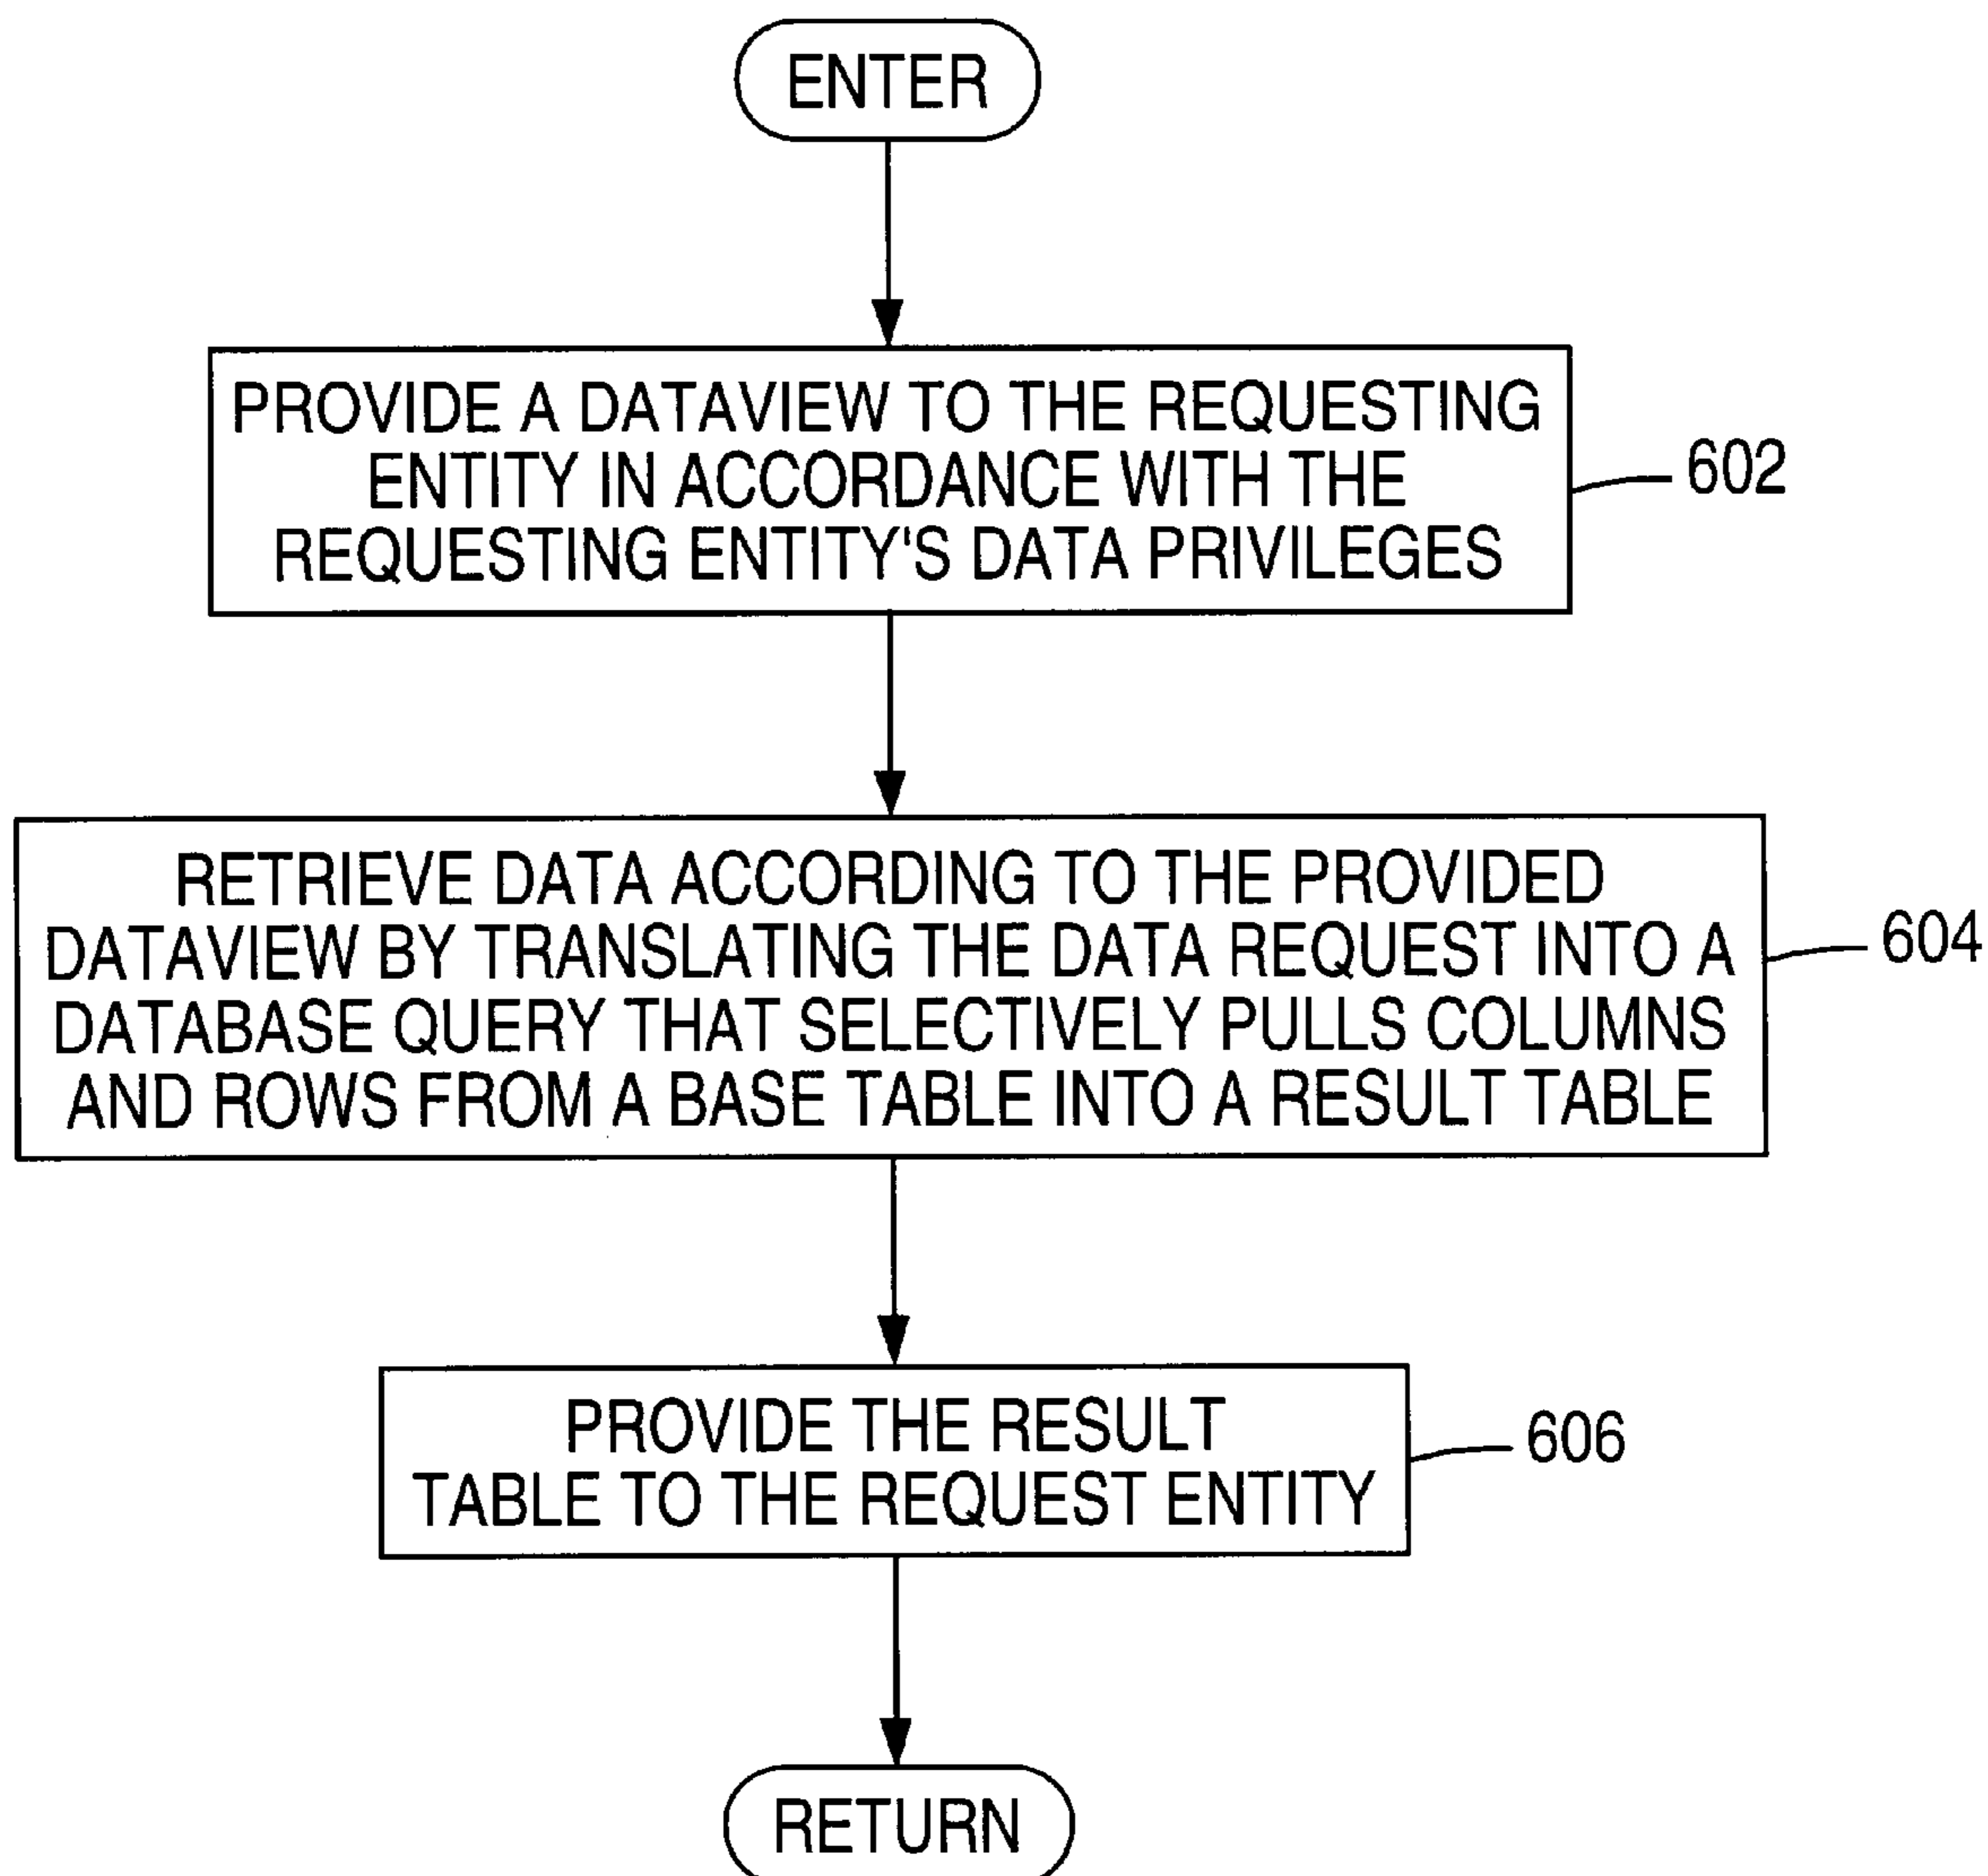 ENTER
PROVIDE A DATAVIEW TO THE REQUESTING
ENTITY IN ACCORDANCE WITH THE
REQUESTING ENTITY'S DATA PRIVILEGES
602
RETRIEVE DATA ACCORDING TO THE PROVIDED
DATAVIEW BY TRANSLATING THE DATA REQUEST INTO A
DATABASE QUERY THAT SELECTIVELY PULLS COLUMNS
AND ROWS FROM A BASE TABLE INTO A RESULT TABLE
604
PROVIDE THE RESULT
TABLE TO THE REQUEST ENTITY
606
RETURN